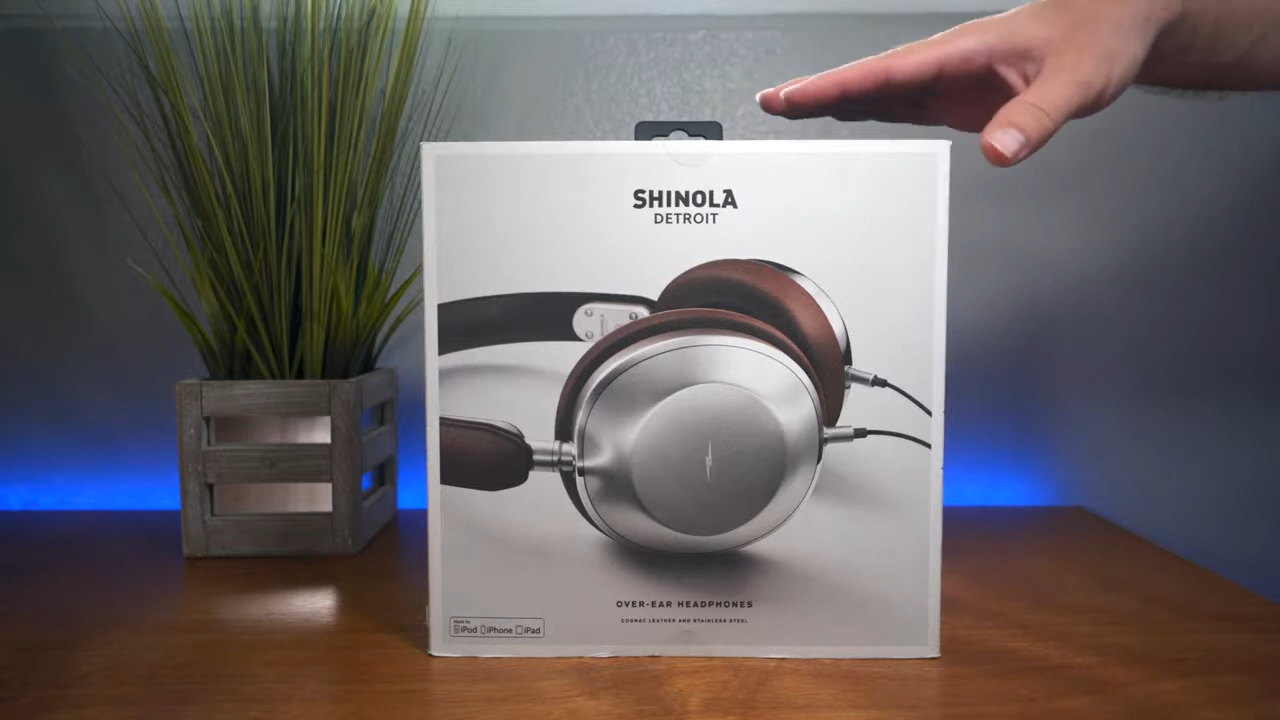 SHINOLA
DETROIT
OVER-EAR HEADPHONES
COGNAC LEATHER AND STAINLESS STEEL
Made for
iPod iPhone iPad